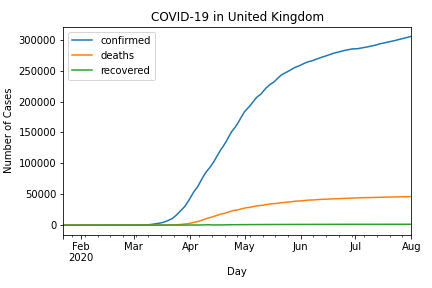 COVID-19 in United Kingdom
confirmed
deaths
recovered
300000
250000
200000
150000
100000
50000
0
Number of Cases
Feb Mar Apr May Jun Jul Aug
2020
Day